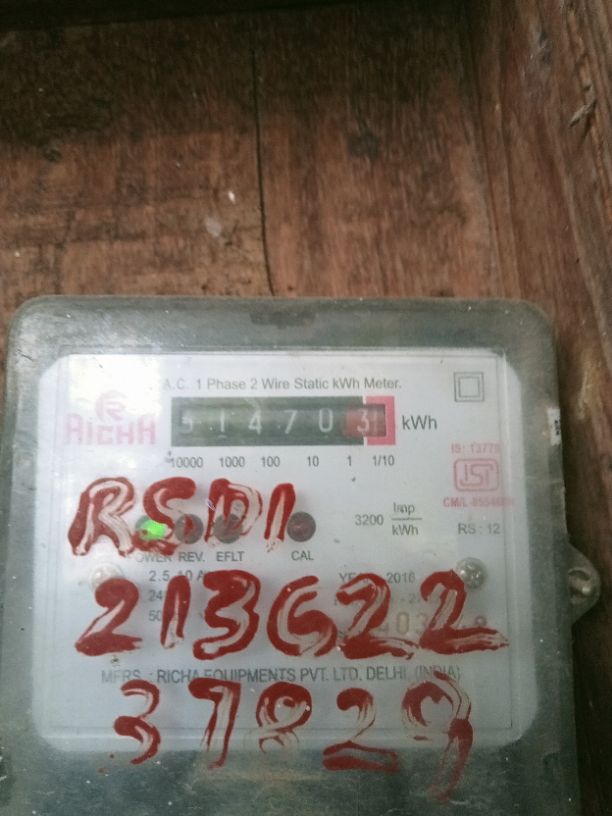 A.C. 1 Phase 2 Wire Static kWh Meter.
RICHA
514703 kWh
10000 1000 100 10 1 1/10
IS: 13779
ISI
CM/L
RSD1
3200 Imp/kWh
RS: 12
REV. EFLT CAL
2016
213622
MFRS. : RICHA EQUIPMENTS PVT. LTD. DELHI, (INDIA)
37829